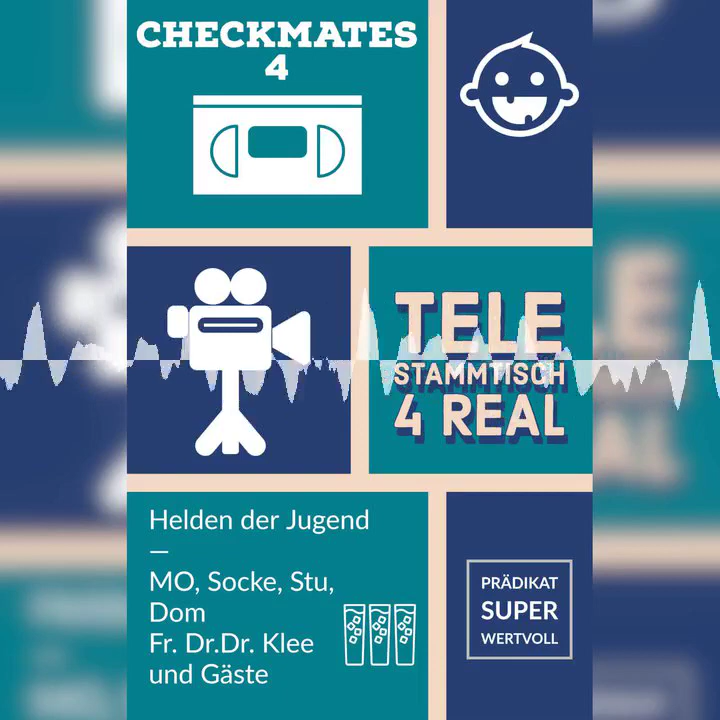 CHECKMATES
4
TELE
STAMMTISCH
4 REAL
Helden der Jugend
—
MO, Socke, Stu,
Dom
Fr. Dr.Dr. Klee
und Gäste
PRÄDIKAT
SUPER
WERTVOLL